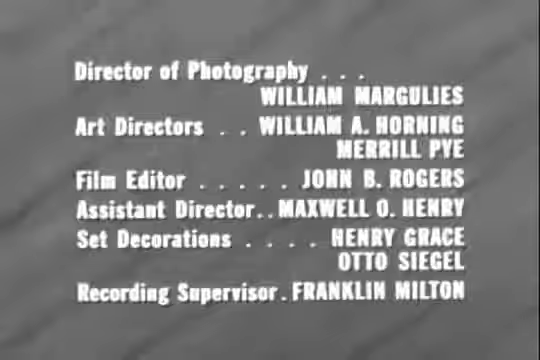 Director of Photography . . .
WILLIAM MARGULIES
Art Directors . . WILLIAM A. HORNING
MERRILL PYE
Film Editor . . . . . JOHN B. ROGERS
Assistant Director . . MAXWELL O. HENRY
Set Decorations . . . . HENRY GRACE
OTTO SIEGEL
Recording Supervisor . FRANKLIN MILTON